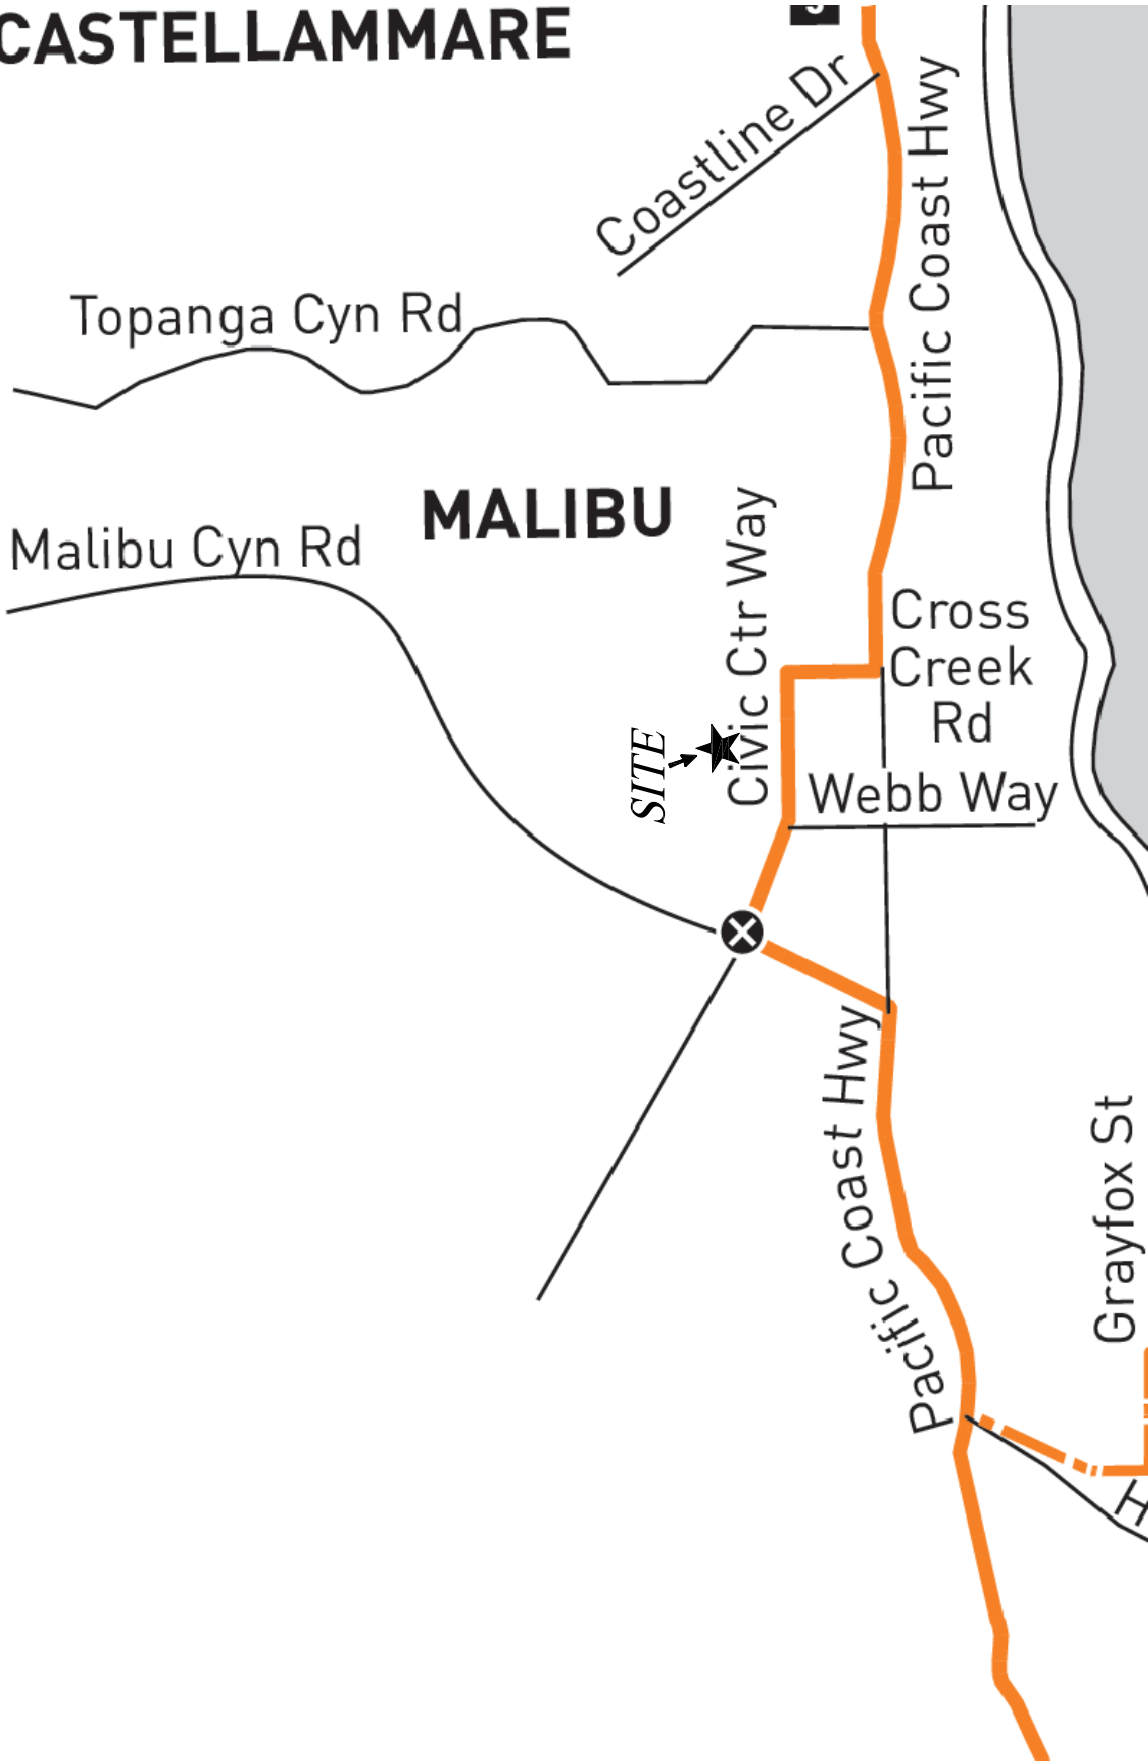 CASTELLAMMARE
Coastline Dr
Pacific Coast Hwy
Topanga Cyn Rd
MALIBU
Malibu Cyn Rd
Civic Ctr Way
Cross
Creek
Rd
SITE
Webb Way
Pacific Coast Hwy
Grayfox St